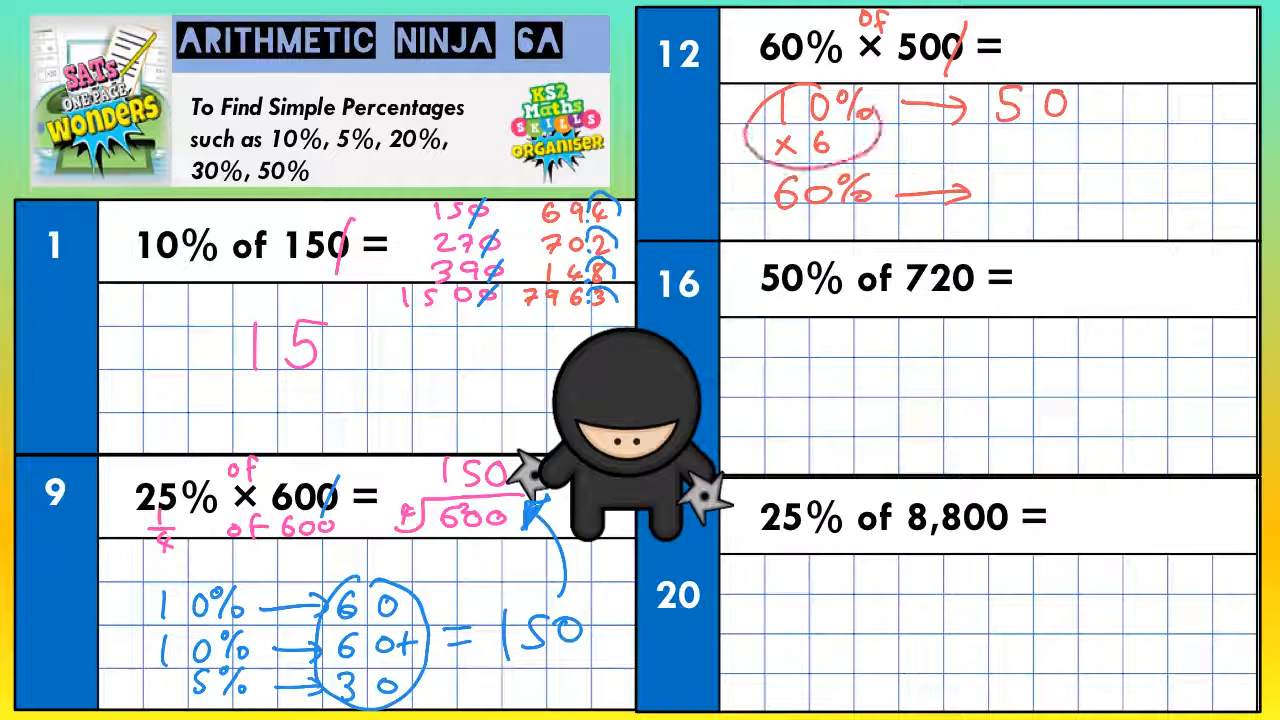 SATs
ONE PAGE
WONDERS
ARITHMETIC NINJA 6A
To Find Simple Percentages
such as 10%, 5%, 20%,
30%, 50%
KS2
Maths
SKILLS
ORGANISER
1
10% of 150 =
150
270
390
1500
69.4
70.2
14.8
796.3
15
9
25% × 600 =
of
1/4 of 600
150
4 600
10% → 60
10% → 60+
5% → 30
= 150
12
60% × 500 =
of
10% → 50
×6
60% →
16
50% of 720 =
20
25% of 8,800 =